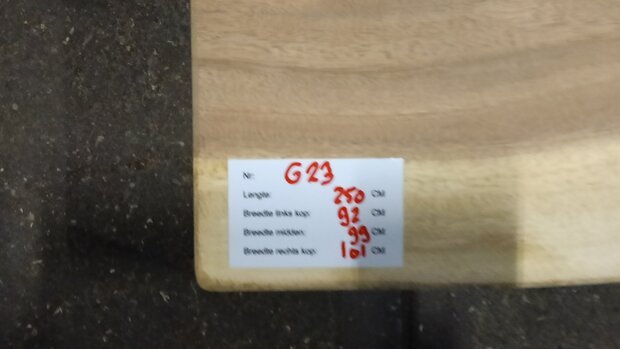 Nr: G23
Lengte: 250 CM
Breedte links kop: 92 CM
Breedte midden: 99 CM
Breedte rechts kop: 101 CM